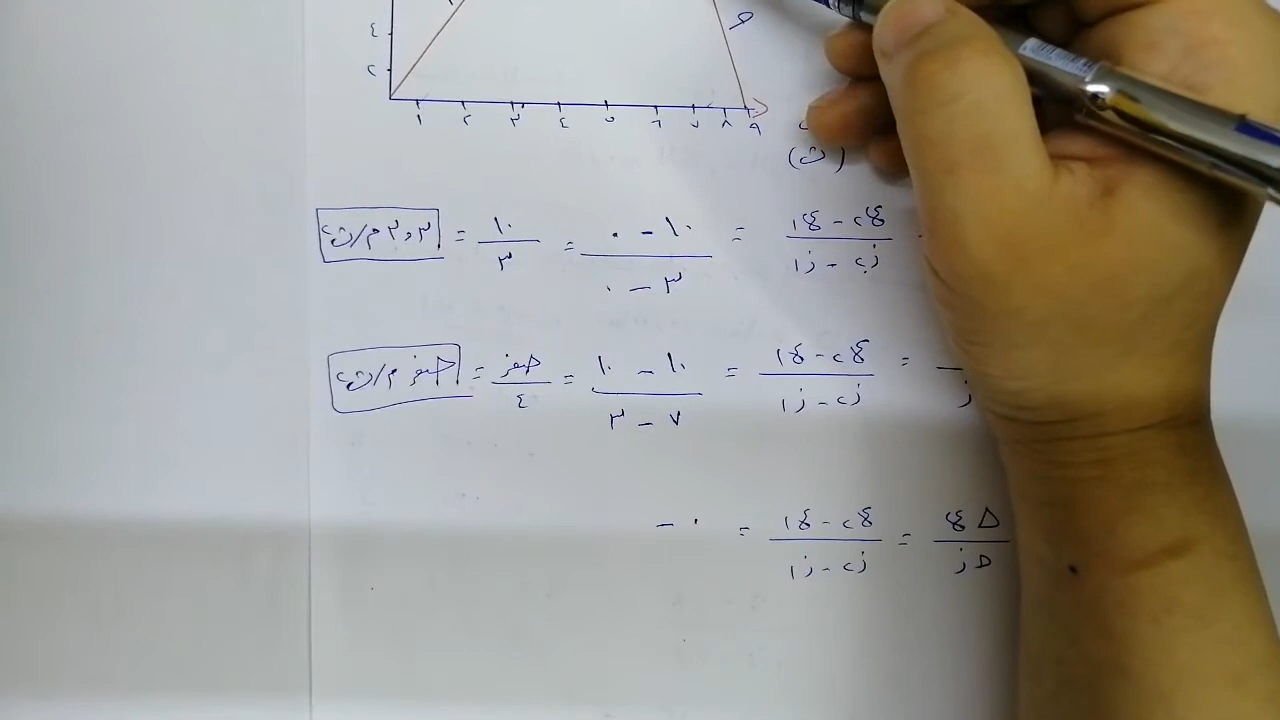 ٤
٢
١ ٢ ٣ ٤ ٥ ٦ ٧ ٨ ٩
(ث)
= (ع٢ - ع١) / (ز٢ - ز١) = (١٠ - ٠) / (٣ - ٠) = ١٠ / ٣ = ٣,٣ م/ث
= (ع٢ - ع١) / (ز٢ - ز١) = (١٠ - ١٠) / (٧ - ٣) = صفر / ٤ = صفر م/ث
Δع / Δز = (ع٢ - ع١) / (ز٢ - ز١) = ٠ -